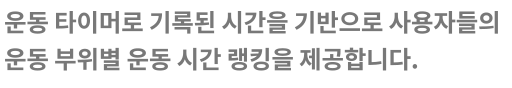 운동 타이머로 기록된 시간을 기반으로 사용자들의
운동 부위별 운동 시간 랭킹을 제공합니다.